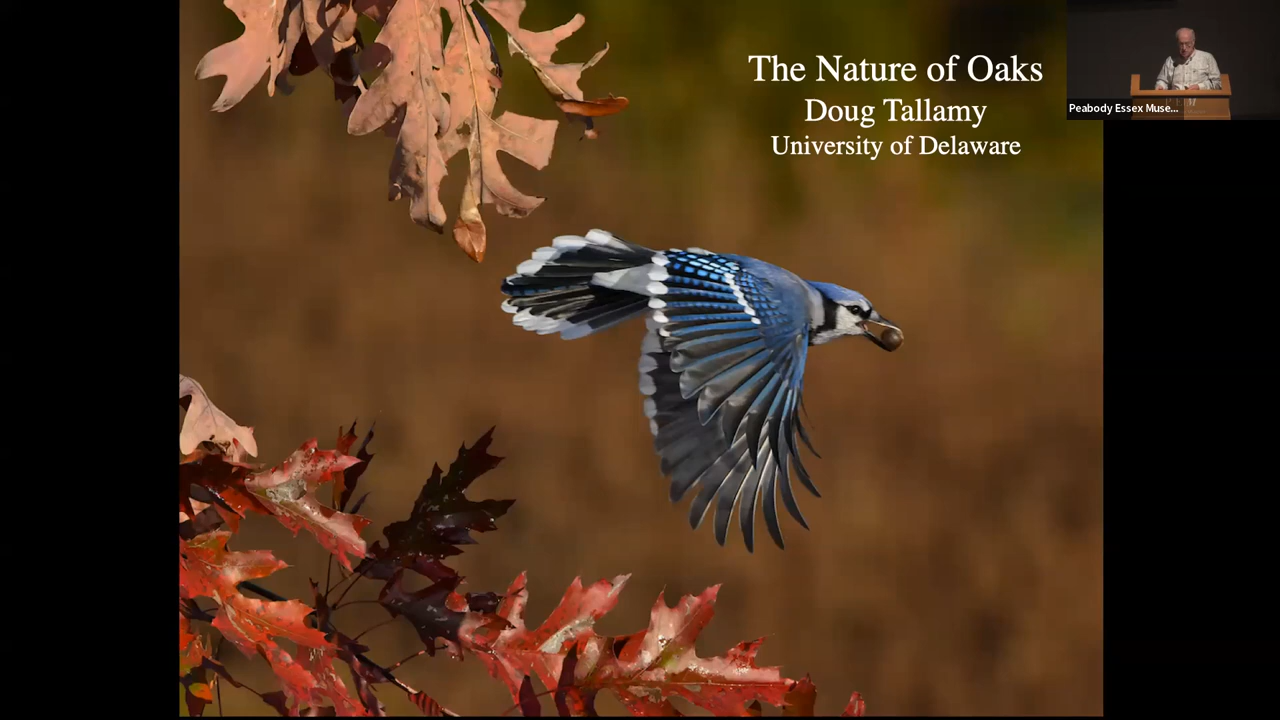 The Nature of Oaks
Doug Tallamy
University of Delaware
Peabody Essex Muse...